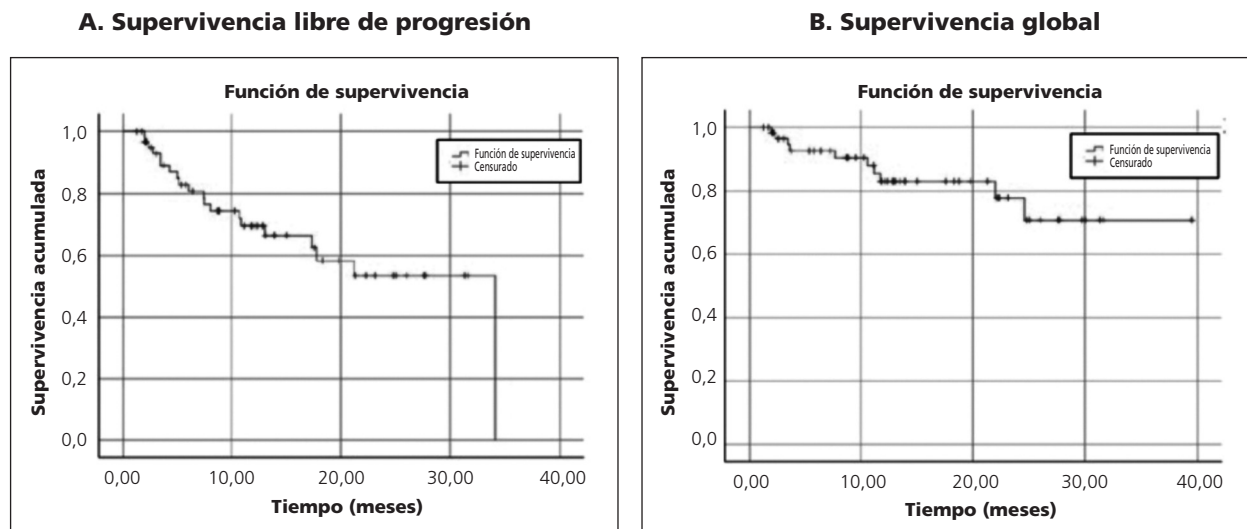 A. Supervivencia libre de progresión
Función de supervivencia
Función de supervivencia
Censurado
Supervivencia acumulada
1,0
0,8
0,6
0,4
0,2
0,0
0,00 10,00 20,00 30,00 40,00
Tiempo (meses)
B. Supervivencia global
Función de supervivencia
Función de supervivencia
Censurado
Supervivencia acumulada
1,0
0,8
0,6
0,4
0,2
0,0
0,00 10,00 20,00 30,00 40,00
Tiempo (meses)